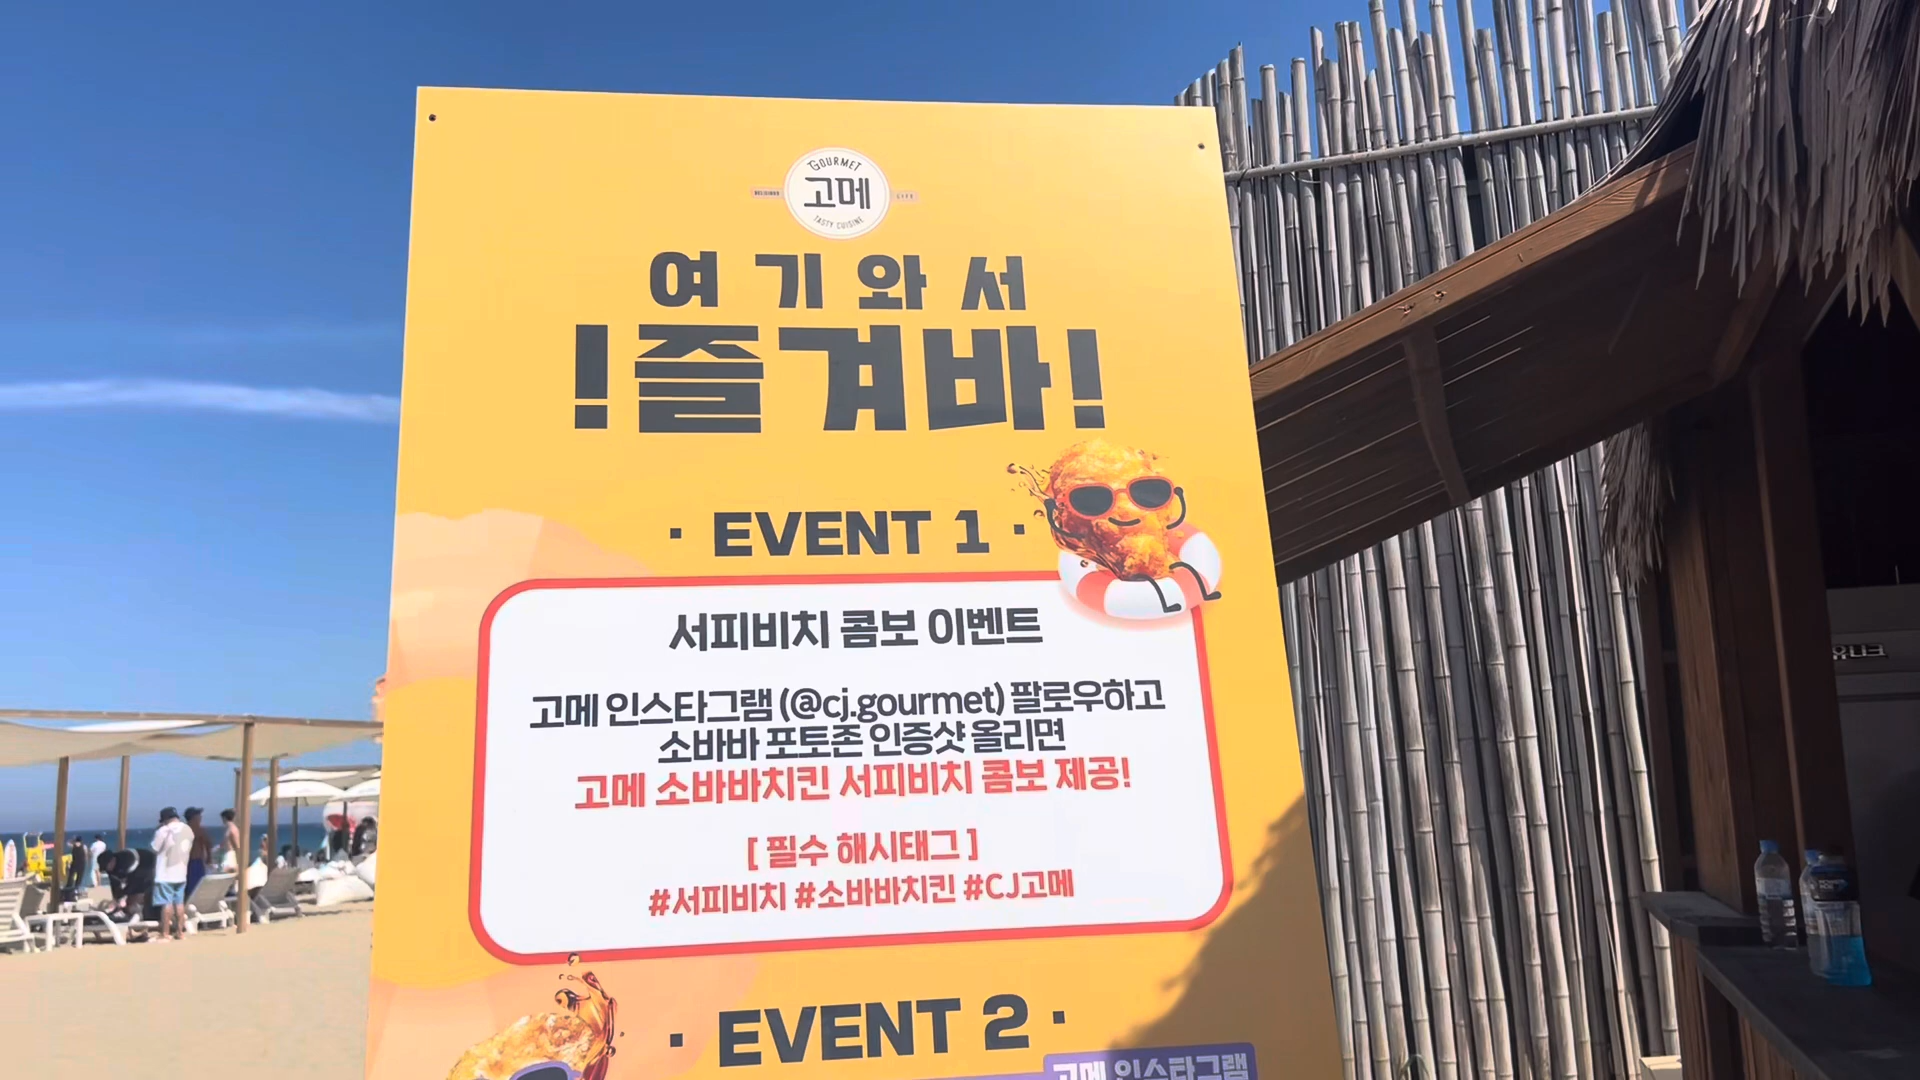 GOURMET
고메
TASTY CUISINE
여기와서
!즐겨바!
· EVENT 1 ·
서피비치 콤보 이벤트
고메 인스타그램 (@cj.gourmet) 팔로우하고
소바바 포토존 인증샷 올리면
고메 소바바치킨 서피비치 콤보 제공!
[ 필수 해시태그 ]
#서피비치 #소바바치킨 #CJ고메
· EVENT 2 ·
고메 인스타그램
유니크